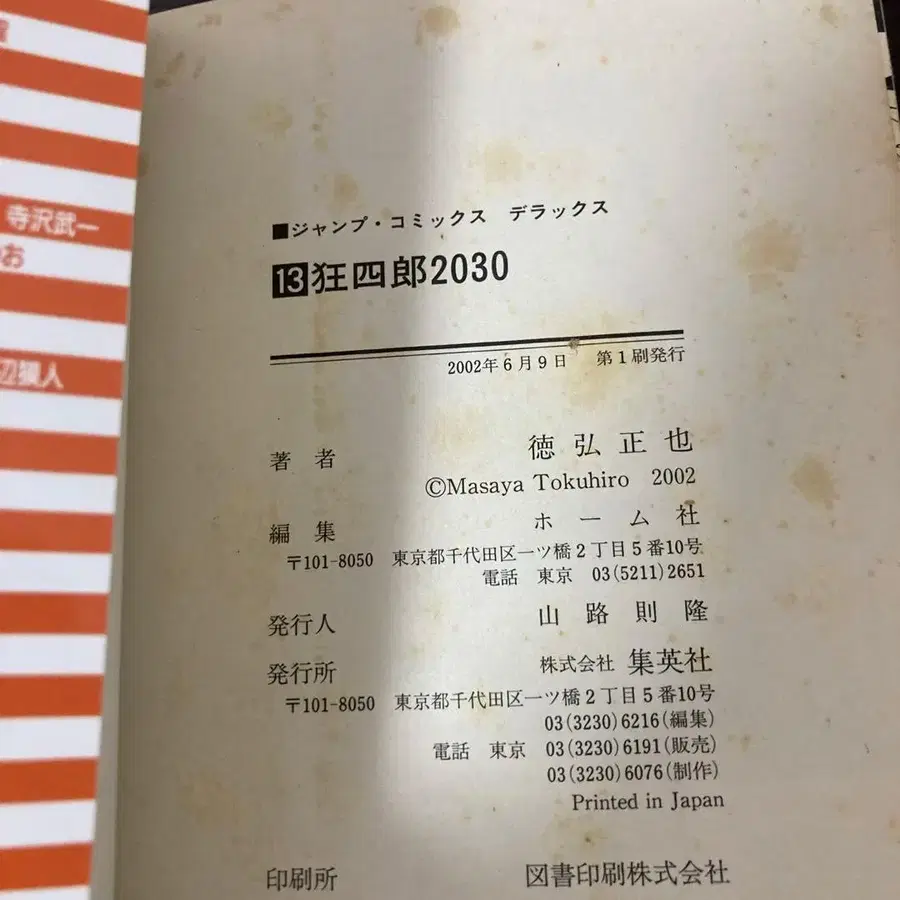 寺沢武一
お
辺獏人
■ジャンプ・コミックス デラックス
13 狂四郎2030
2002年6月9日 第1刷発行
著者 徳弘正也
©Masaya Tokuhiro 2002
編集 ホーム社
〒101-8050 東京都千代田区一ツ橋2丁目5番10号
電話 東京 03(5211)2651
発行人 山路則隆
発行所 株式会社 集英社
〒101-8050 東京都千代田区一ツ橋2丁目5番10号
03(3230)6216(編集)
電話 東京 03(3230)6191(販売)
03(3230)6076(制作)
Printed in Japan
印刷所 図書印刷株式会社